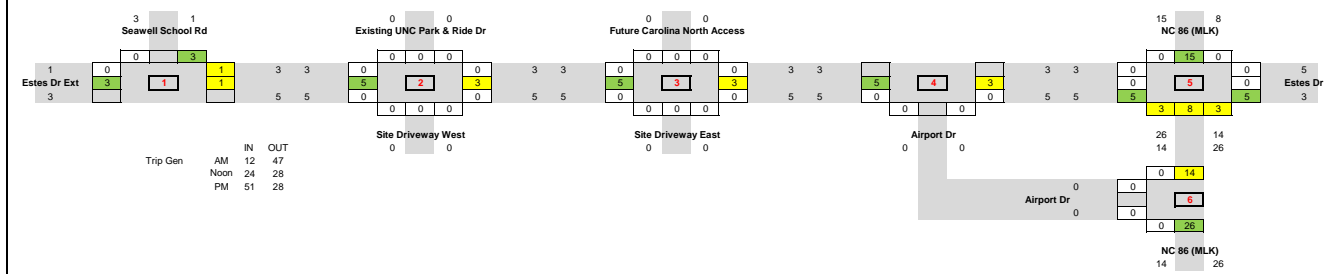 3 1 0 0 0 0 15 8
Seawell School Rd Existing UNC Park & Ride Dr Future Carolina North Access NC 86 (MLK)
0 3 0 0 0 0 0 0 0 15 0
1 0 1 3 3 0 0 3 3 0 0 3 3 3 3 0 0 5
Estes Dr Ext 3 1 1 5 2 3 5 3 3 5 4 3 0 5 0 Estes Dr
3 5 5 0 0 5 5 0 0 5 5 0 0 5 5 5 5 3
0 0 0 0 0 0 0 0 3 8 3
Site Driveway West Site Driveway East Airport Dr 26 14
IN OUT 0 0 0 0 0 0 14 26
Trip Gen AM 12 47
Noon 24 28
PM 51 28
0 14
0 0
Airport Dr 6
0 0
0 26
NC 86 (MLK)
14 26